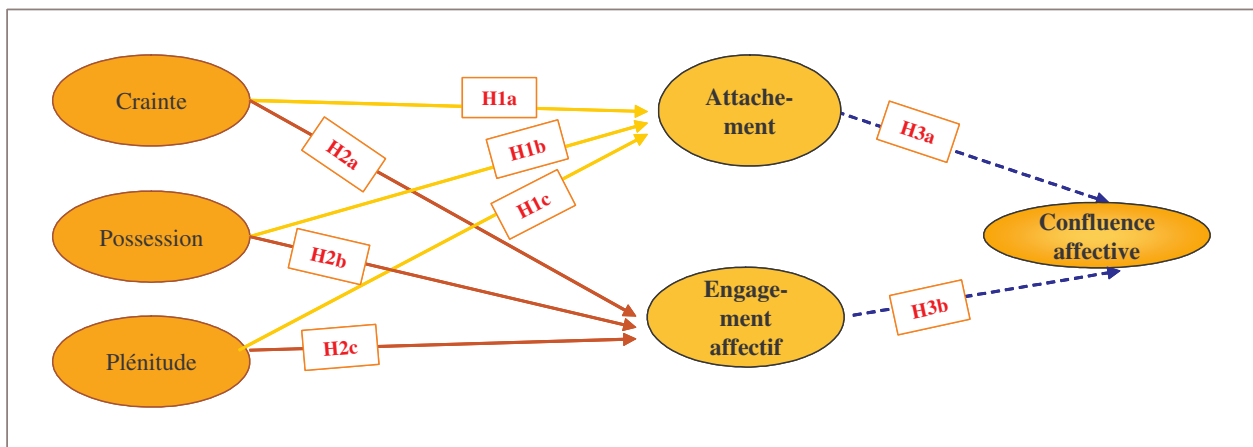 Crainte
H1a
Attache-
ment
H3a
H2a
H1b
H1c
Possession
H2b
Confluence
affective
Engage-
ment
affectif
H3b
Plénitude
H2c